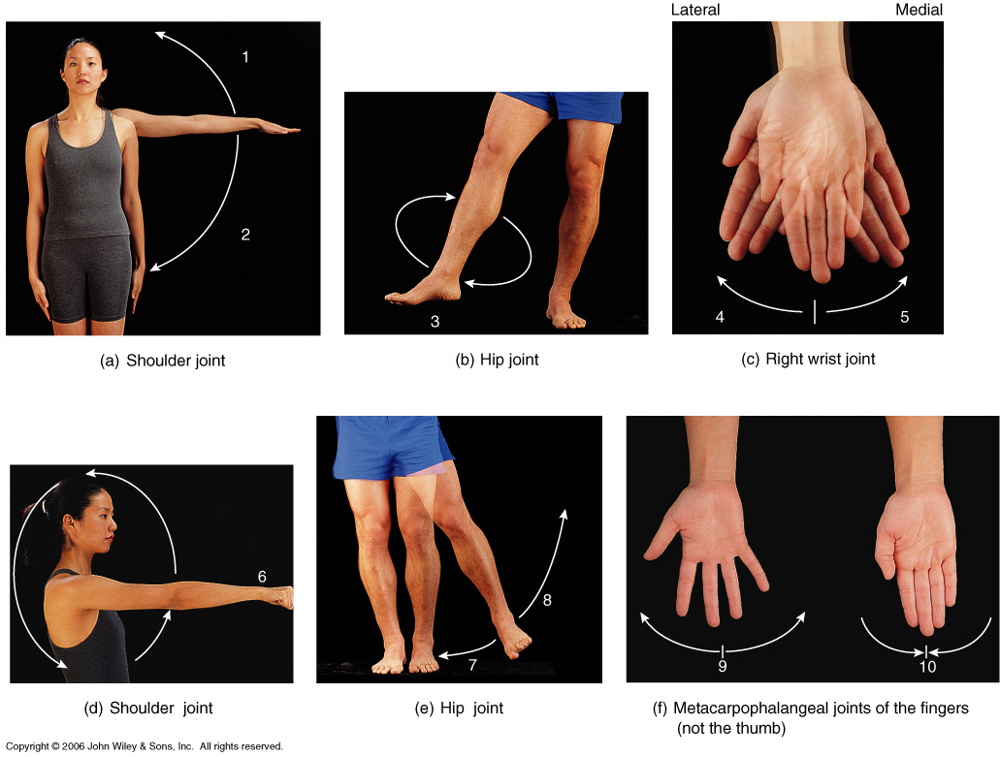 Lateral Medial
1
2
3
4 5
(a) Shoulder joint
(b) Hip joint
(c) Right wrist joint
6
7
8
9
10
(d) Shoulder joint
(e) Hip joint
(f) Metacarpophalangeal joints of the fingers
(not the thumb)
Copyright © 2006 John Wiley & Sons, Inc. All rights reserved.